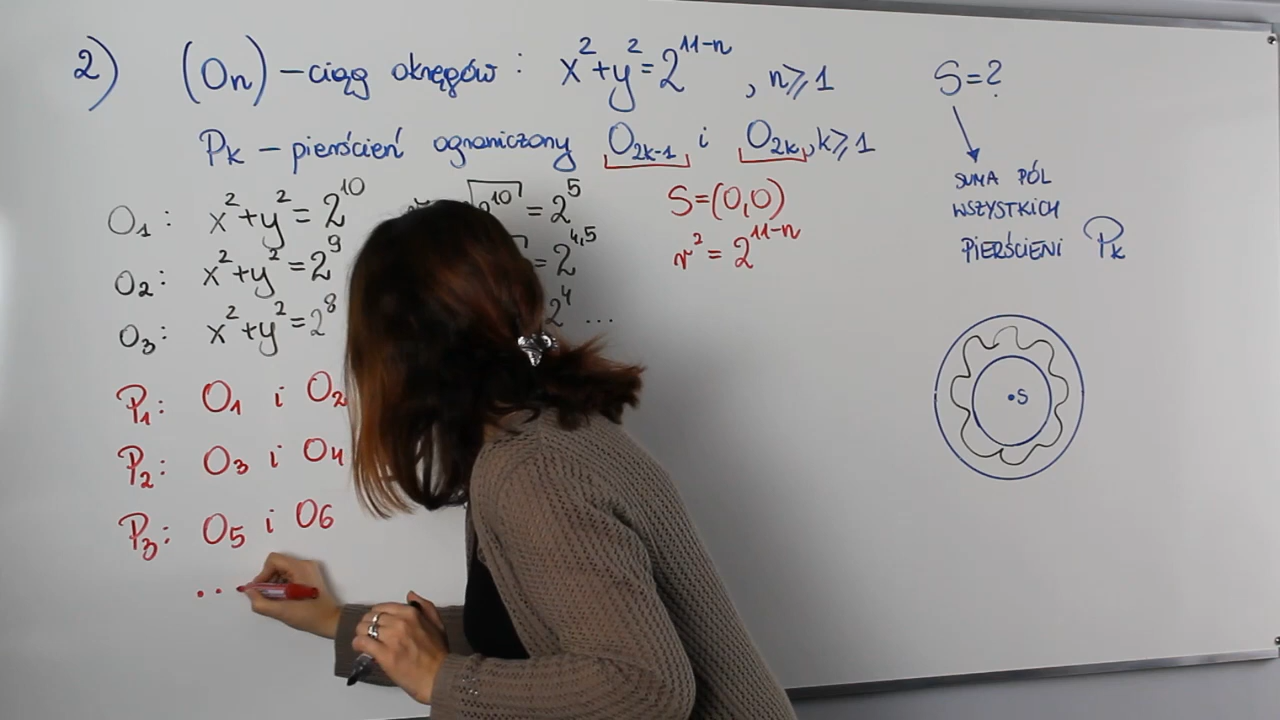 2) (On) – ciąg okręgów : x²+y²=2^(11-n) , n⩾1
Pk – pierścień ograniczony O2k-1 i O2k, k⩾1
O1: x²+y²=2^10 = 2^5
O2: x²+y²=2^9 = 2^4,5
O3: x²+y²=2^8 2^4 ...
P1: O1 i O2
P2: O3 i O4
P3: O5 i O6
...
S=(0,0)
r²=2^(11-n)
S=?
SUMA PÓL
WSZYSTKICH
PIERŚCIENI Pk
S